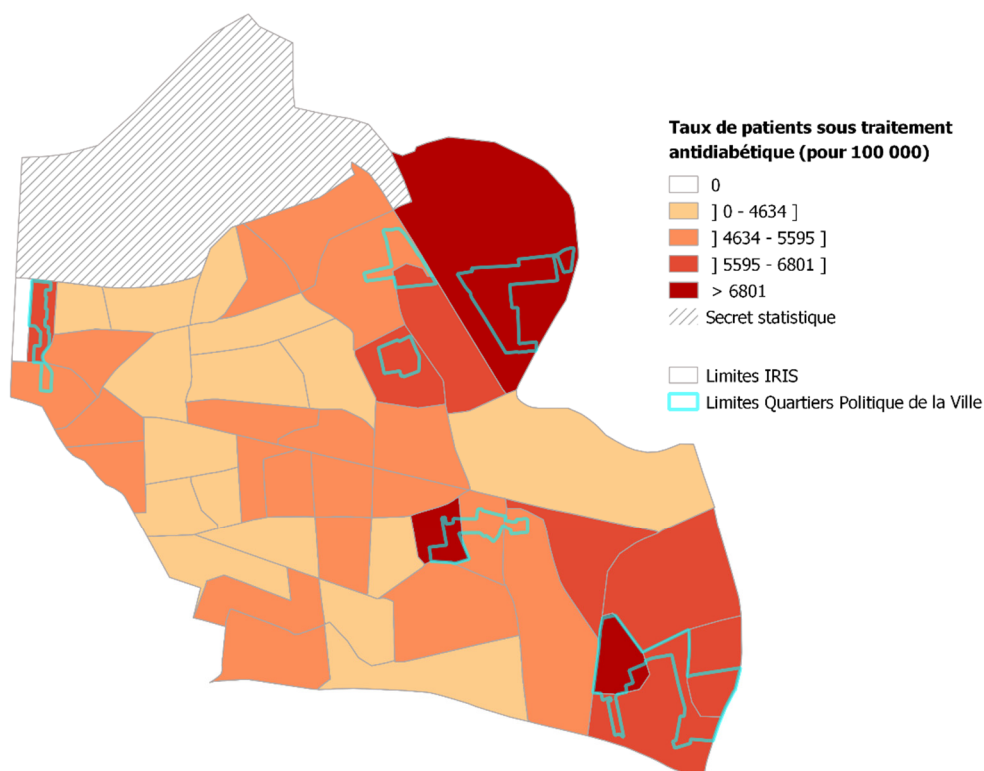 Taux de patients sous traitement
antidiabétique (pour 100 000)
0
] 0 - 4634 ]
] 4634 - 5595 ]
] 5595 - 6801 ]
> 6801
Secret statistique
Limites IRIS
Limites Quartiers Politique de la Ville